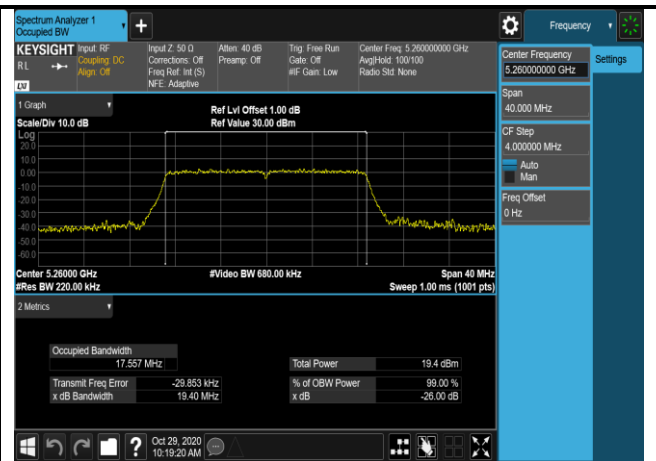 Spectrum Analyzer 1
Occupied BW
Frequency
KEYSIGHT
RL
LXI
Input: RF
Coupling: DC
Align: Off
Input Z: 50 Ω
Corrections: Off
Freq Ref: Int (S)
NFE: Adaptive
Atten: 40 dB
Preamp: Off
Trig: Free Run
Gate: Off
#IF Gain: Low
Center Freq: 5.260000000 GHz
Avg|Hold: 100/100
Radio Std: None
Center Frequency
5.260000000 GHz
Settings
Span
40.000 MHz
CF Step
4.000000 MHz
Auto
Man
Freq Offset
0 Hz
1 Graph
Scale/Div 10.0 dB
Ref Lvl Offset 1.00 dB
Ref Value 30.00 dBm
Log
20.0
10.0
0.00
-10.0
-20.0
-30.0
-40.0
-50.0
-60.0
Center 5.26000 GHz
#Video BW 680.00 kHz
Span 40 MHz
#Res BW 220.00 kHz
Sweep 1.00 ms (1001 pts)
2 Metrics
Occupied Bandwidth
17.557 MHz
Total Power 19.4 dBm
Transmit Freq Error -29.853 kHz
% of OBW Power 99.00 %
x dB Bandwidth 19.40 MHz
x dB -26.00 dB
?
Oct 29, 2020
10:19:20 AM